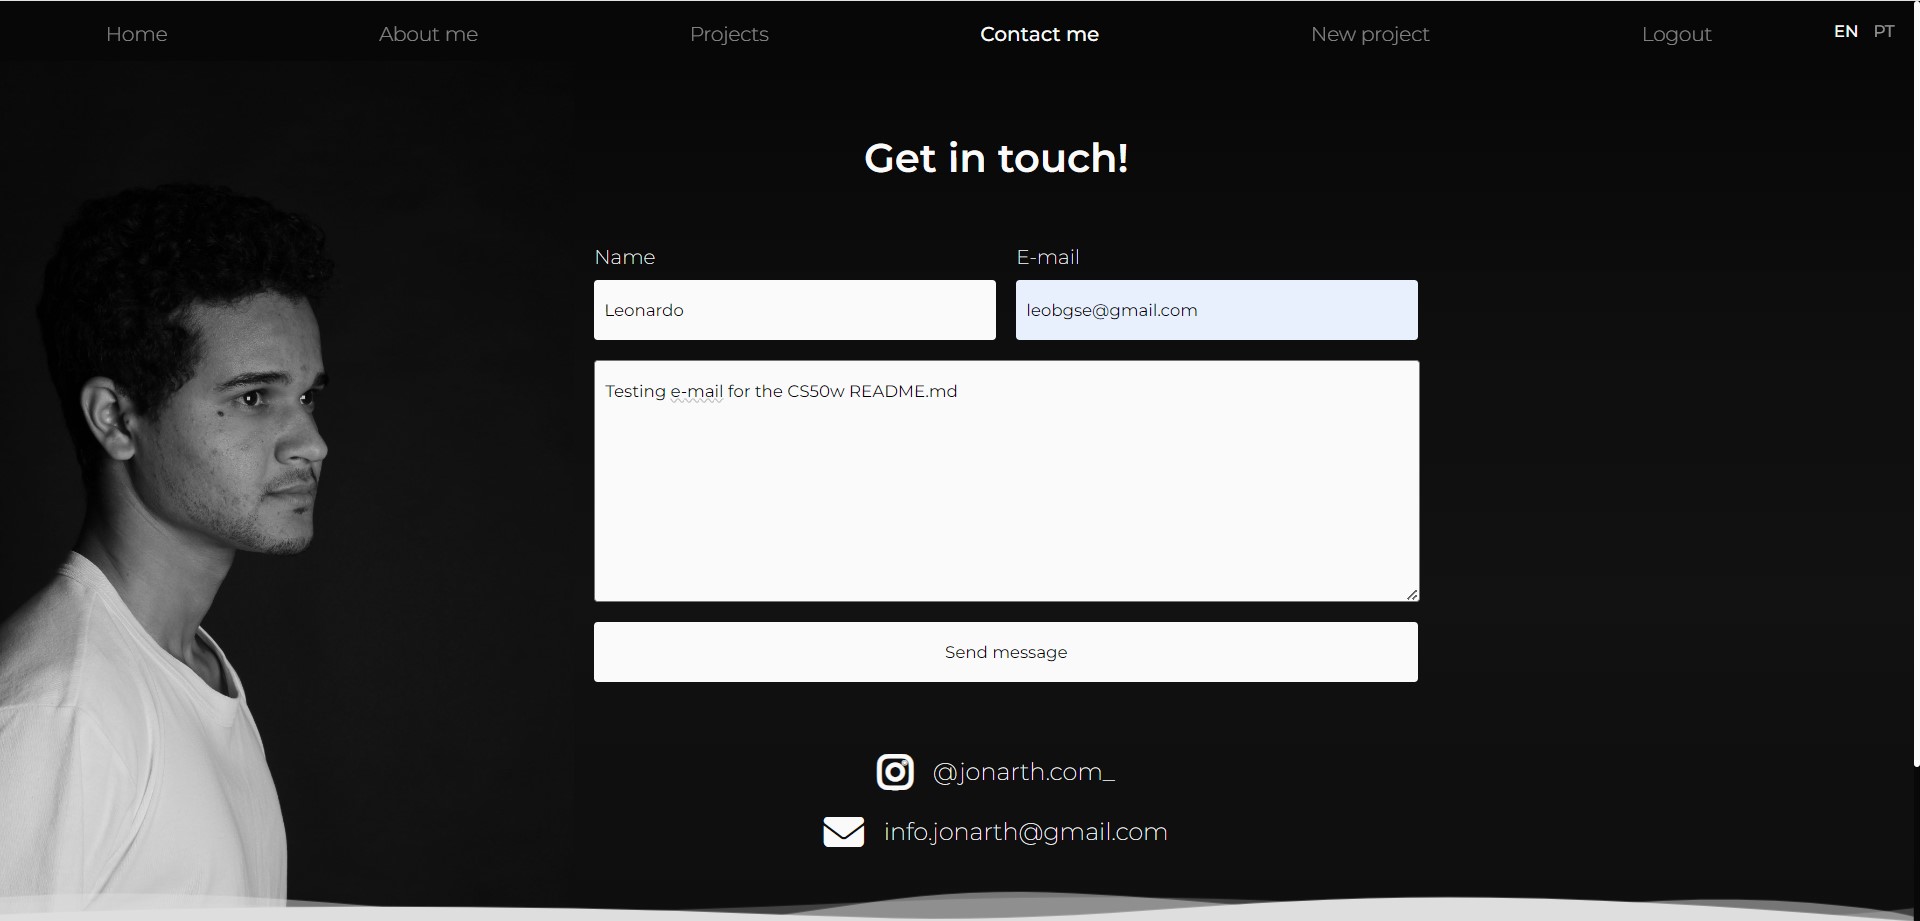 Home About me Projects Contact me New project Logout EN PT
Get in touch!
Name E-mail
Leonardo leobgse@gmail.com
Testing e-mail for the CS50w README.md
Send message
@jonarth.com_
info.jonarth@gmail.com